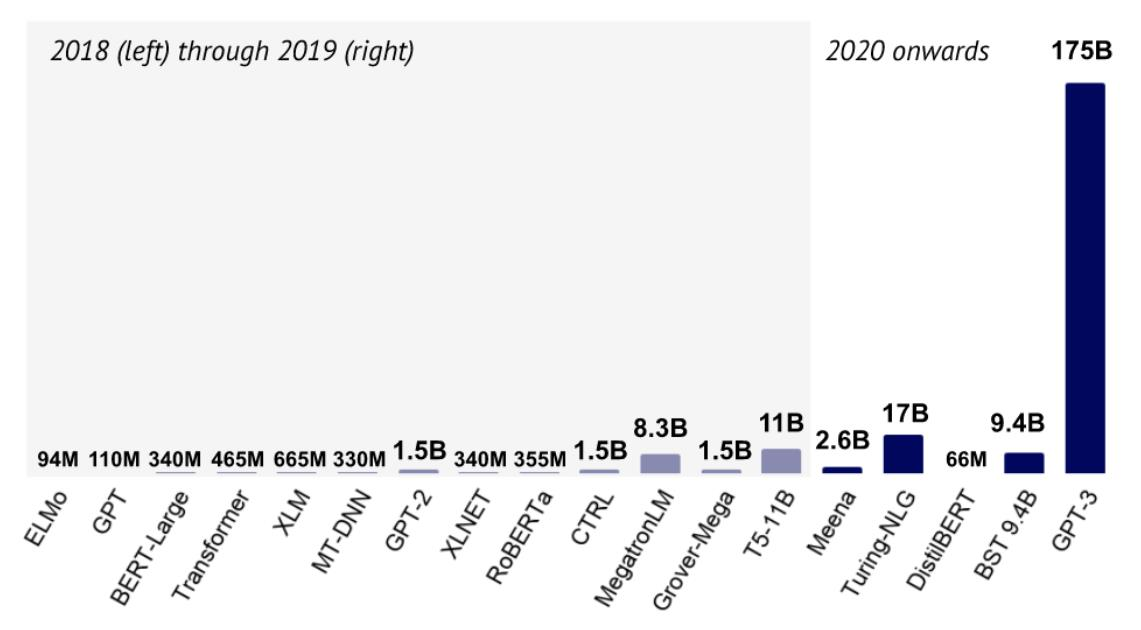 2018 (left) through 2019 (right)
2020 onwards
175B
94M
110M
340M
465M
665M
330M
1.5B
340M
355M
1.5B
8.3B
1.5B
11B
2.6B
17B
66M
9.4B
ELMo
GPT
BERT-Large
Transformer
XLM
MT-DNN
GPT-2
XLNET
RoBERTa
CTRL
MegatronLM
Grover-Mega
T5-11B
Meena
Turing-NLG
DistilBERT
BST 9.4B
GPT-3